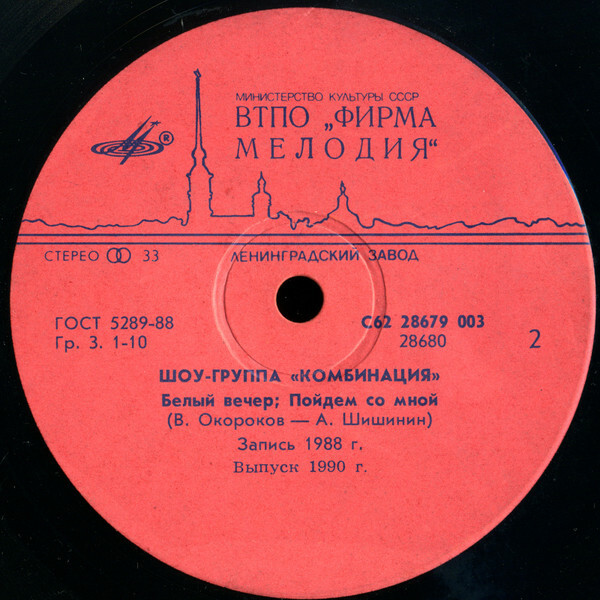 МИНИСТЕРСТВО КУЛЬТУРЫ СССР
ВТПО „ФИРМА
МЕЛОДИЯ“
®
СТЕРЕО 33
ЛЕНИНГРАДСКИЙ ЗАВОД
ГОСТ 5289-88
Гр. 3. 1-10
С62 28679 003
28680
2
ШОУ-ГРУППА «КОМБИНАЦИЯ»
Белый вечер; Пойдем со мной
(В. Окороков — А. Шишинин)
Запись 1988 г.
Выпуск 1990 г.